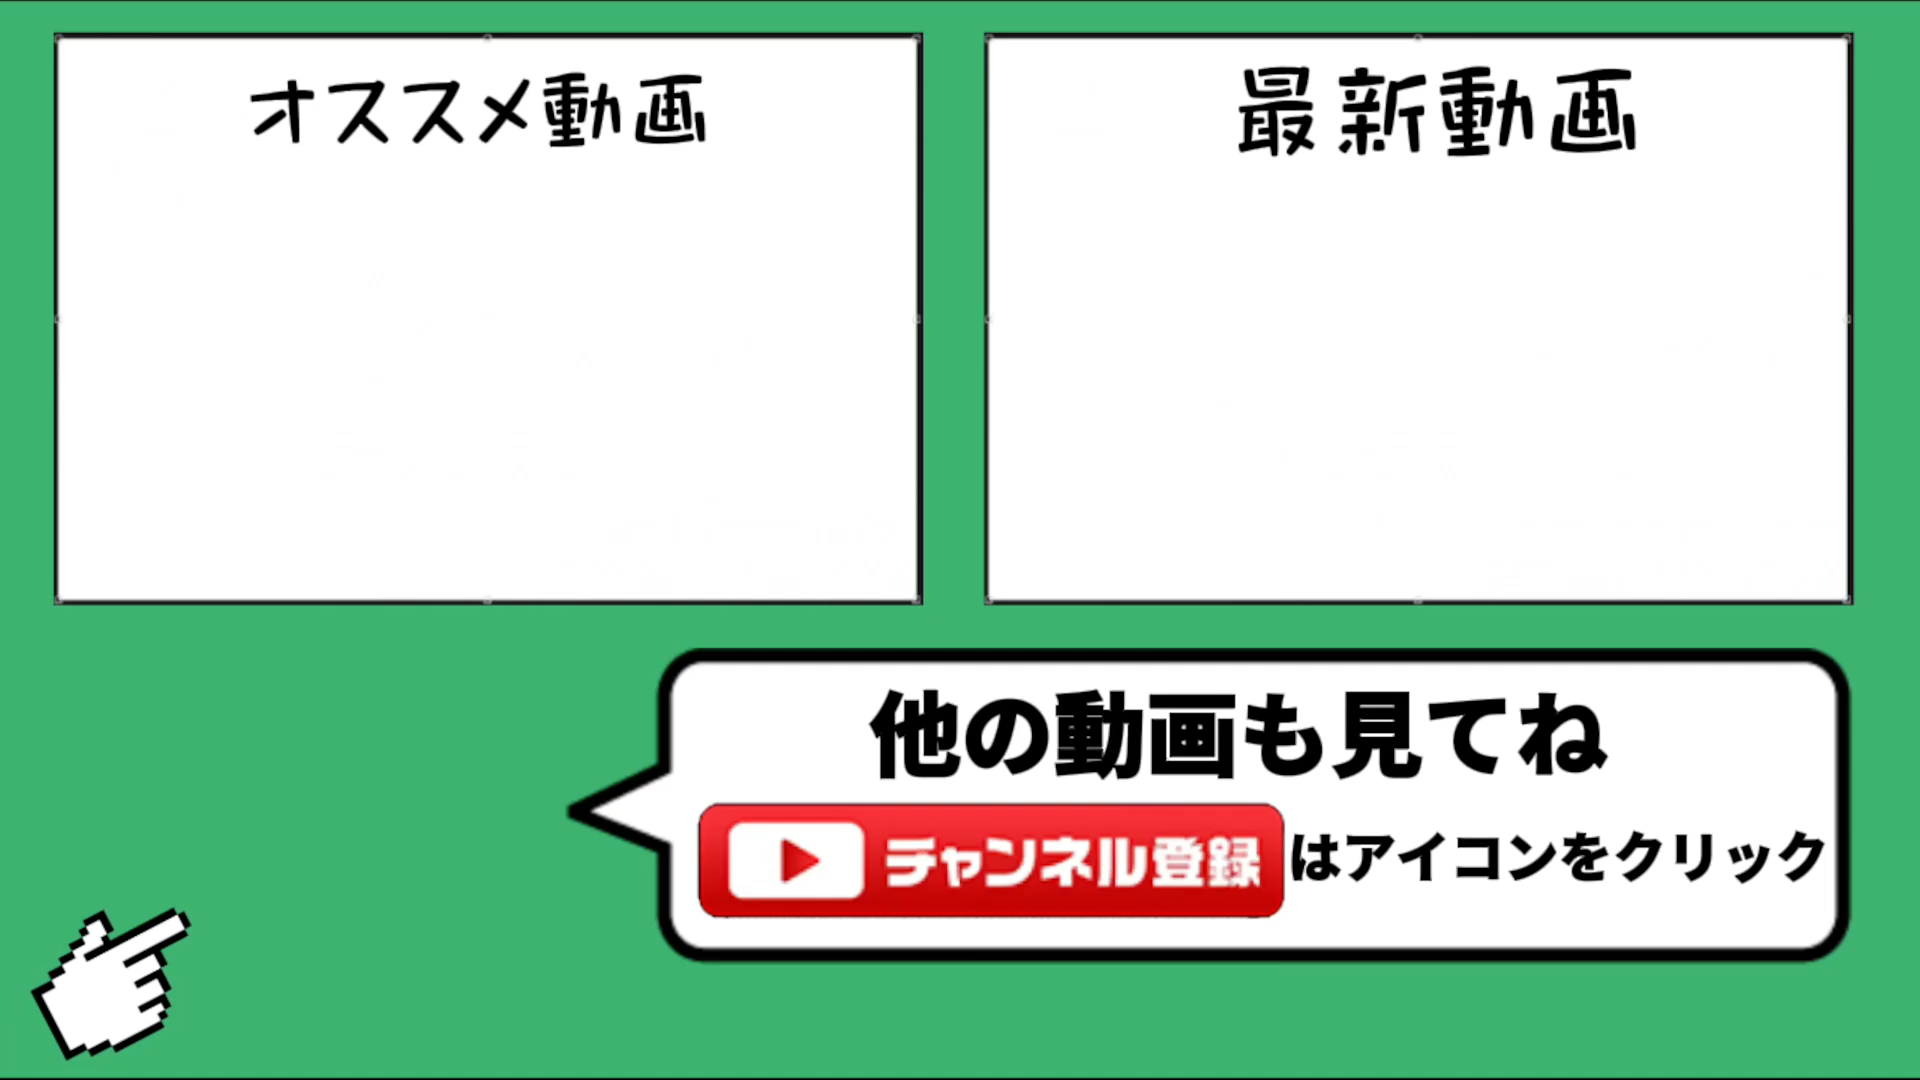 オススメ動画
最新動画
他の動画も見てね
チャンネル登録はアイコンをクリック